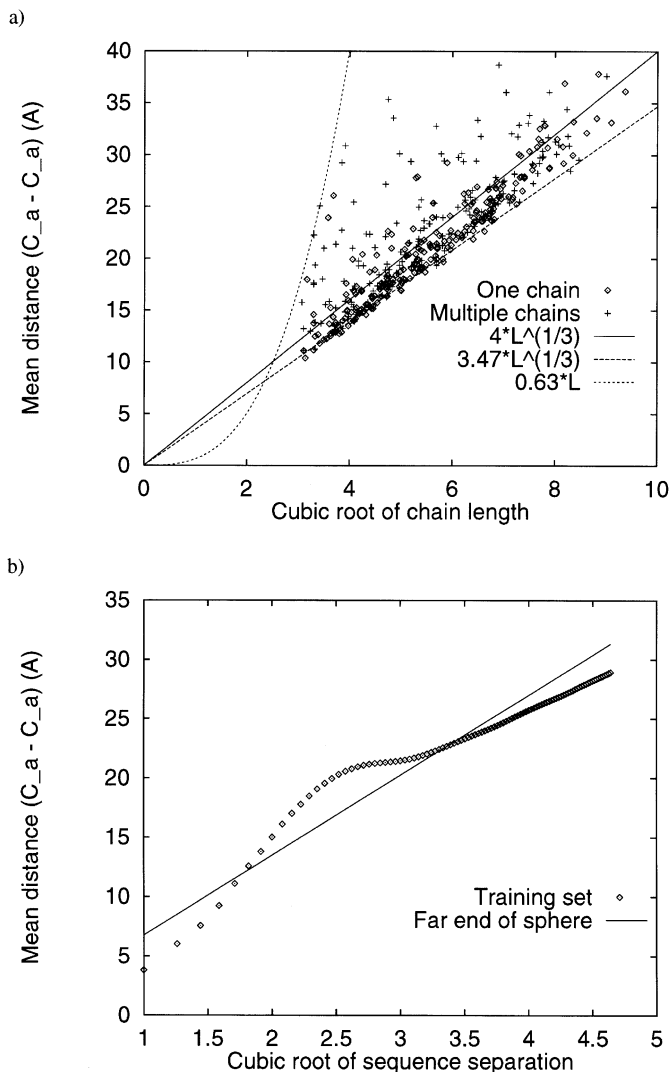 a)
40
35
30
25
20
15
10
5
0
Mean distance (C_a - C_a) (A)
One chain
Multiple chains
4*L^(1/3)
3.47*L^(1/3)
0.63*L
0 2 4 6 8 10
Cubic root of chain length
b)
35
30
25
20
15
10
5
0
Mean distance (C_a - C_a) (A)
Training set
Far end of sphere
1 1.5 2 2.5 3 3.5 4 4.5 5
Cubic root of sequence separation